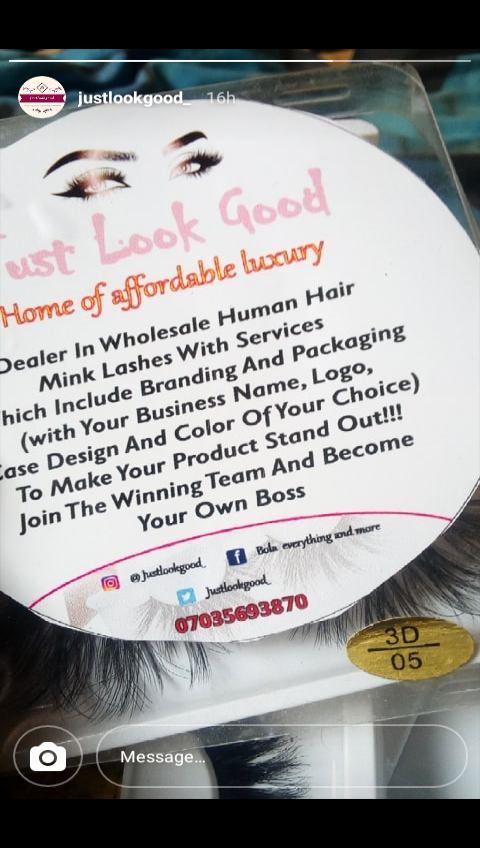 justlookgood_ 16h
Just Look Good
Home of affordable luxury
Dealer In Wholesale Human Hair
Mink Lashes With Services
hich Include Branding And Packaging
(with Your Business Name, Logo,
Case Design And Color Of Your Choice)
To Make Your Product Stand Out!!!
Join The Winning Team And Become
Your Own Boss
@Justlookgood_ Bola everything and more
Justlookgood_
07035693870
3D
05
Message...